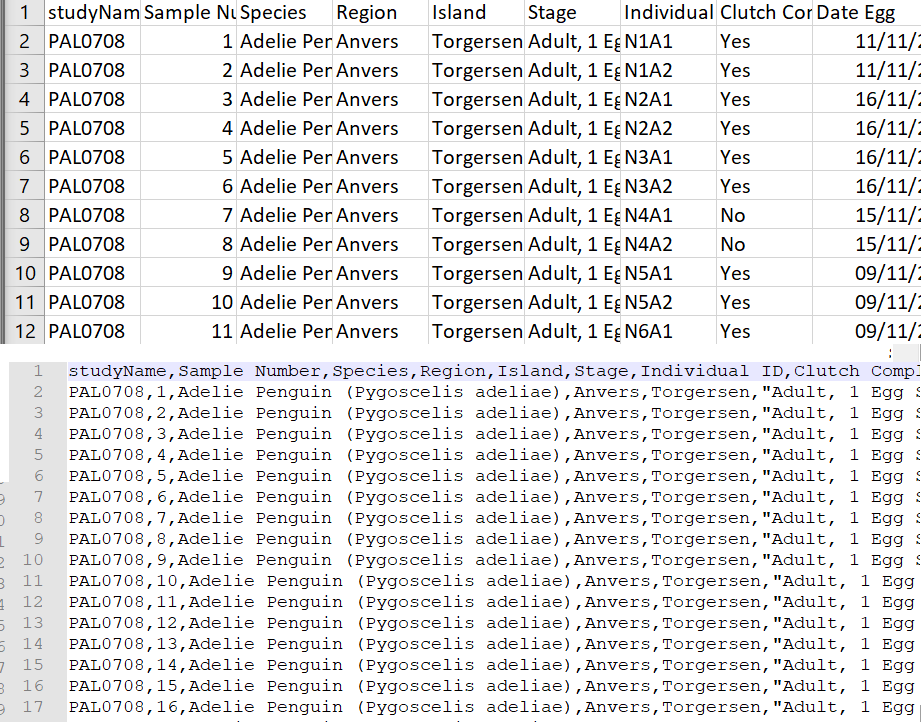 1 studyNam Sample Nu Species Region Island Stage Individual Clutch Cor Date Egg
2 PAL0708 1 Adelie Per Anvers Torgersen Adult, 1 Eg N1A1 Yes 11/11/2
3 PAL0708 2 Adelie Per Anvers Torgersen Adult, 1 Eg N1A2 Yes 11/11/2
4 PAL0708 3 Adelie Per Anvers Torgersen Adult, 1 Eg N2A1 Yes 16/11/2
5 PAL0708 4 Adelie Per Anvers Torgersen Adult, 1 Eg N2A2 Yes 16/11/2
6 PAL0708 5 Adelie Per Anvers Torgersen Adult, 1 Eg N3A1 Yes 16/11/2
7 PAL0708 6 Adelie Per Anvers Torgersen Adult, 1 Eg N3A2 Yes 16/11/2
8 PAL0708 7 Adelie Per Anvers Torgersen Adult, 1 Eg N4A1 No 15/11/2
9 PAL0708 8 Adelie Per Anvers Torgersen Adult, 1 Eg N4A2 No 15/11/2
10 PAL0708 9 Adelie Per Anvers Torgersen Adult, 1 Eg N5A1 Yes 09/11/2
11 PAL0708 10 Adelie Per Anvers Torgersen Adult, 1 Eg N5A2 Yes 09/11/2
12 PAL0708 11 Adelie Per Anvers Torgersen Adult, 1 Eg N6A1 Yes 09/11/2
1 studyName,Sample Number,Species,Region,Island,Stage,Individual ID,Clutch Compl
2 PAL0708,1,Adelie Penguin (Pygoscelis adeliae),Anvers,Torgersen,"Adult, 1 Egg S
3 PAL0708,2,Adelie Penguin (Pygoscelis adeliae),Anvers,Torgersen,"Adult, 1 Egg S
4 PAL0708,3,Adelie Penguin (Pygoscelis adeliae),Anvers,Torgersen,"Adult, 1 Egg S
5 PAL0708,4,Adelie Penguin (Pygoscelis adeliae),Anvers,Torgersen,"Adult, 1 Egg S
6 PAL0708,5,Adelie Penguin (Pygoscelis adeliae),Anvers,Torgersen,"Adult, 1 Egg S
7 PAL0708,6,Adelie Penguin (Pygoscelis adeliae),Anvers,Torgersen,"Adult, 1 Egg S
8 PAL0708,7,Adelie Penguin (Pygoscelis adeliae),Anvers,Torgersen,"Adult, 1 Egg S
9 PAL0708,8,Adelie Penguin (Pygoscelis adeliae),Anvers,Torgersen,"Adult, 1 Egg S
10 PAL0708,9,Adelie Penguin (Pygoscelis adeliae),Anvers,Torgersen,"Adult, 1 Egg S
11 PAL0708,10,Adelie Penguin (Pygoscelis adeliae),Anvers,Torgersen,"Adult, 1 Egg
12 PAL0708,11,Adelie Penguin (Pygoscelis adeliae),Anvers,Torgersen,"Adult, 1 Egg
13 PAL0708,12,Adelie Penguin (Pygoscelis adeliae),Anvers,Torgersen,"Adult, 1 Egg
14 PAL0708,13,Adelie Penguin (Pygoscelis adeliae),Anvers,Torgersen,"Adult, 1 Egg
15 PAL0708,14,Adelie Penguin (Pygoscelis adeliae),Anvers,Torgersen,"Adult, 1 Egg
16 PAL0708,15,Adelie Penguin (Pygoscelis adeliae),Anvers,Torgersen,"Adult, 1 Egg
17 PAL0708,16,Adelie Penguin (Pygoscelis adeliae),Anvers,Torgersen,"Adult, 1 Egg